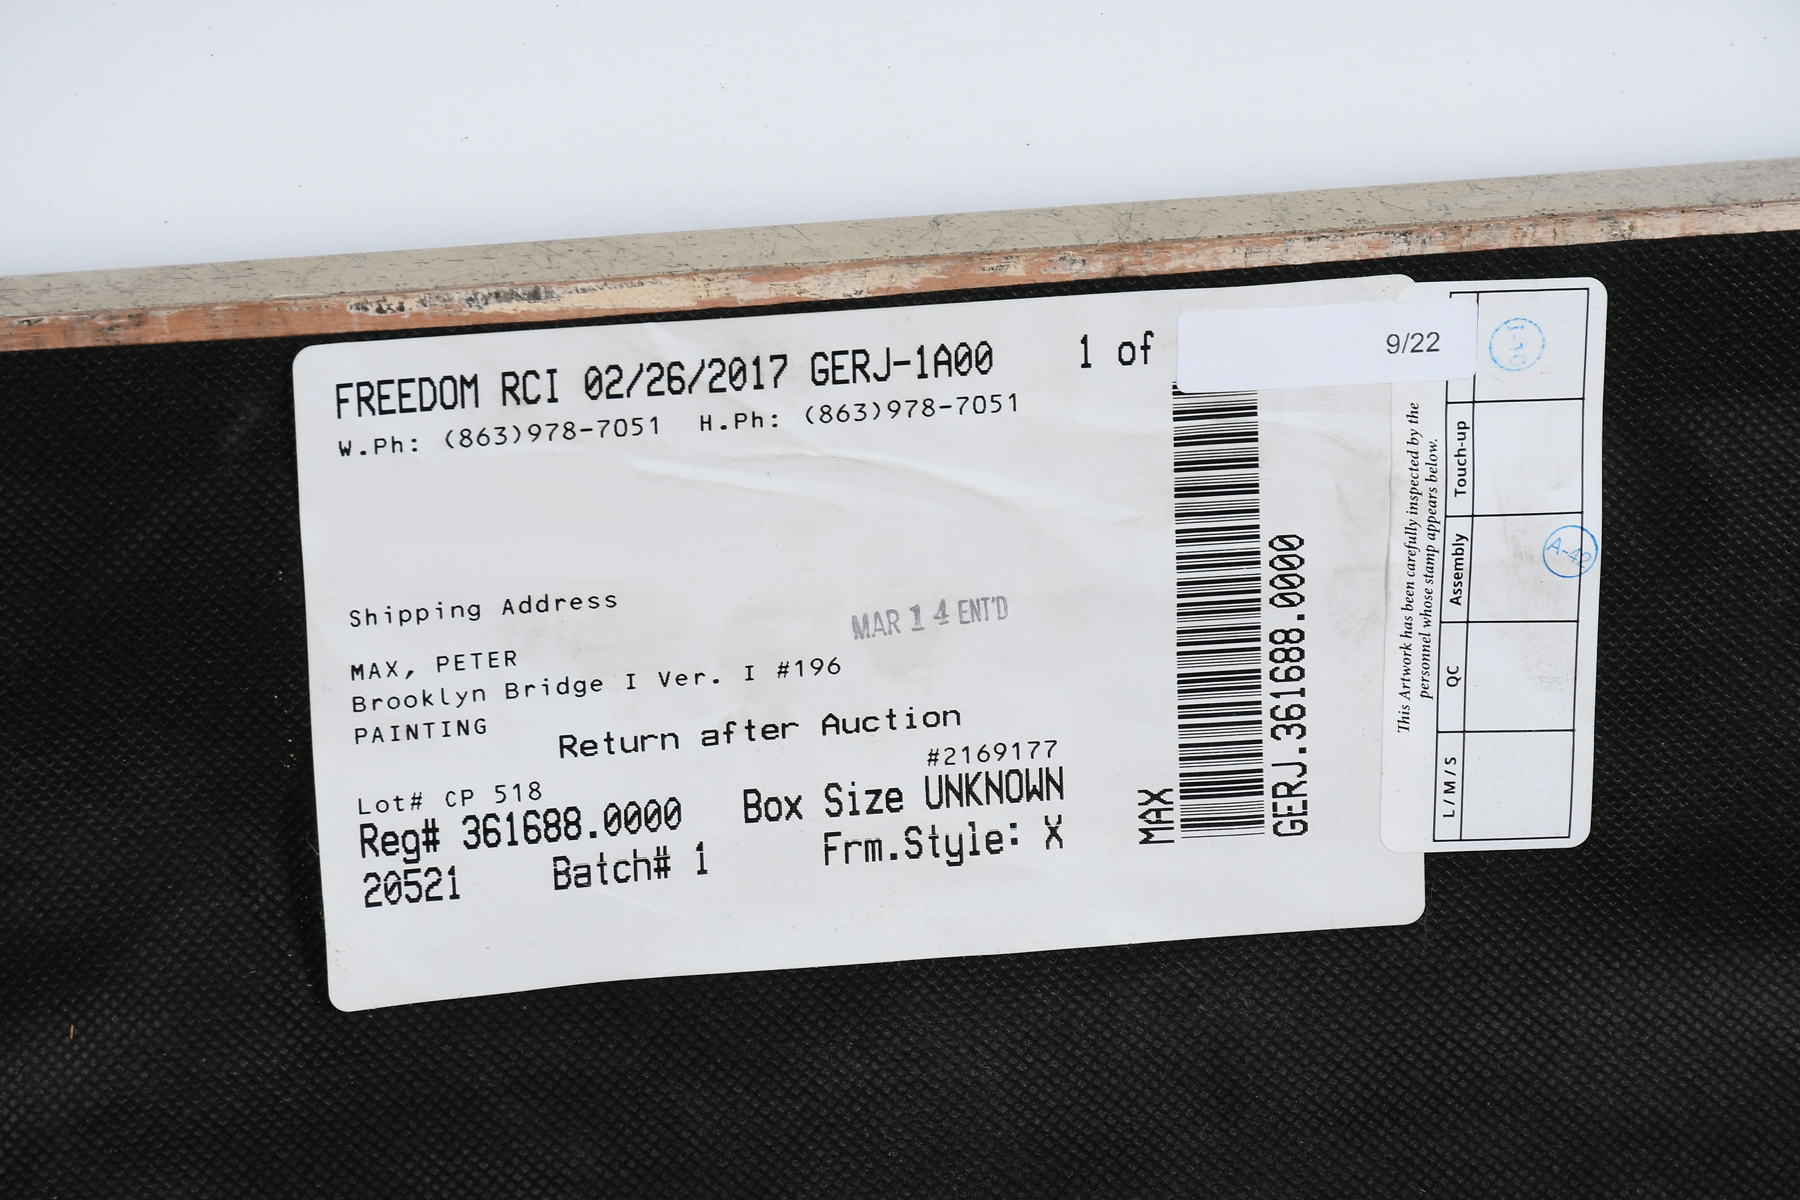 FREEDOM RCI 02/26/2017 GERJ-1A00 1 of
9/22
W.Ph: (863)978-7051 H.Ph: (863)978-7051
Shipping Address
MAR 14 ENT'D
MAX, PETER
Brooklyn Bridge I Ver. I #196
PAINTING
Return after Auction
#2169177
Lot# CP 518
Reg# 361688.0000
Box Size UNKNOWN
20521
Batch# 1
Frm.Style: X
MAX
GERJ.361688.0000
This Artwork has been carefully inspected by the
personnel whose stamp appears below.
L / M / S
QC
Assembly
Touch-up
A-42